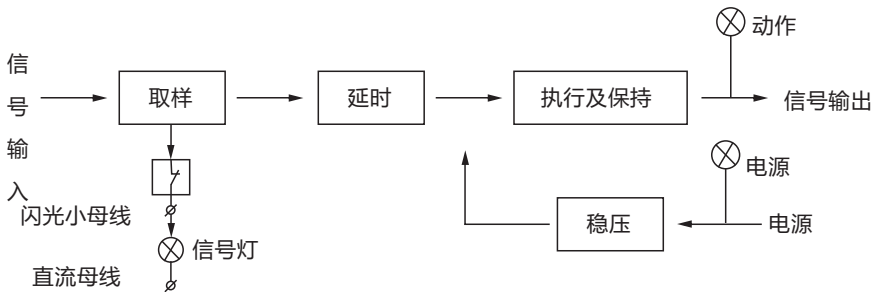 信号输入
取样
延时
执行及保持
动作
信号输出
电源
稳压
电源
闪光小母线
信号灯
直流母线